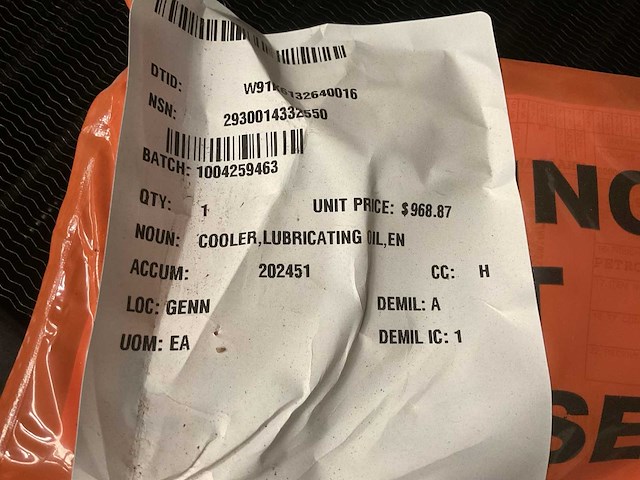 DTID:
NSN: 2930014332550
BATCH: 1004259463
QTY: 1 UNIT PRICE: $968.87
NOUN: COOLER,LUBRICATING OIL,EN
ACCUM: 202451 CC: H
LOC: GENN DEMIL: A
UOM: EA DEMIL IC: 1